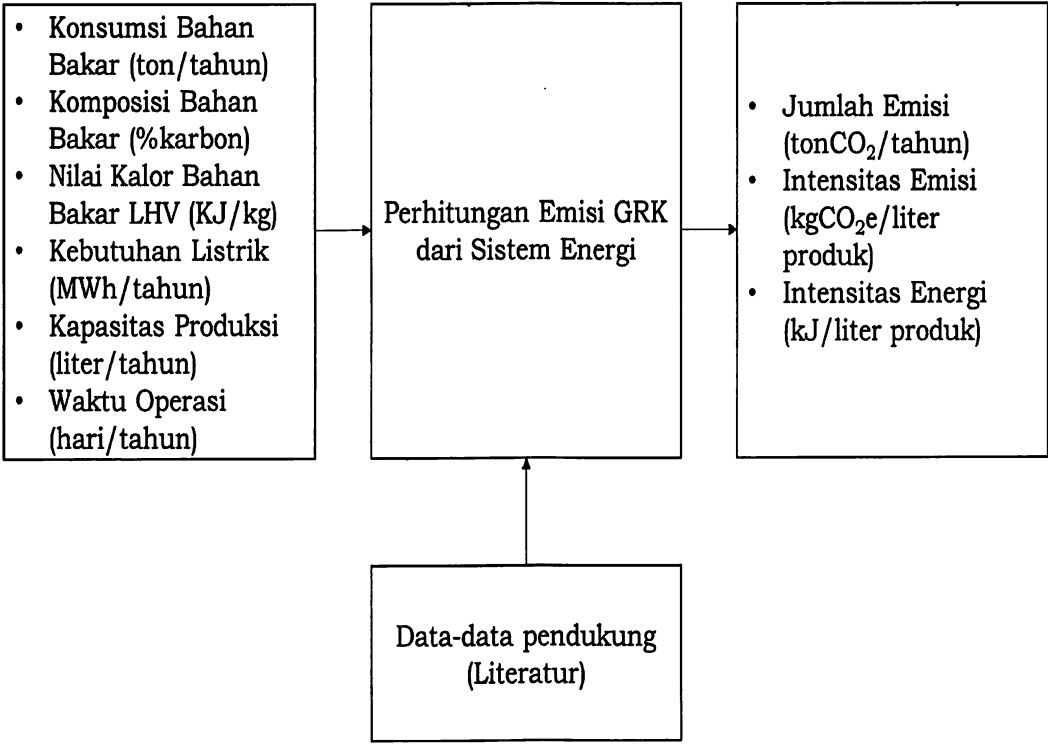 • Konsumsi Bahan
Bakar (ton/tahun)
• Komposisi Bahan
Bakar (%karbon)
• Nilai Kalor Bahan
Bakar LHV (KJ/kg)
• Kebutuhan Listrik
(MWh/tahun)
• Kapasitas Produksi
(liter/tahun)
• Waktu Operasi
(hari/tahun)
Perhitungan Emisi GRK
dari Sistem Energi
• Jumlah Emisi
(tonCO₂/tahun)
• Intensitas Emisi
(kgCO₂e/liter
produk)
• Intensitas Energi
(kJ/liter produk)
Data-data pendukung
(Literatur)